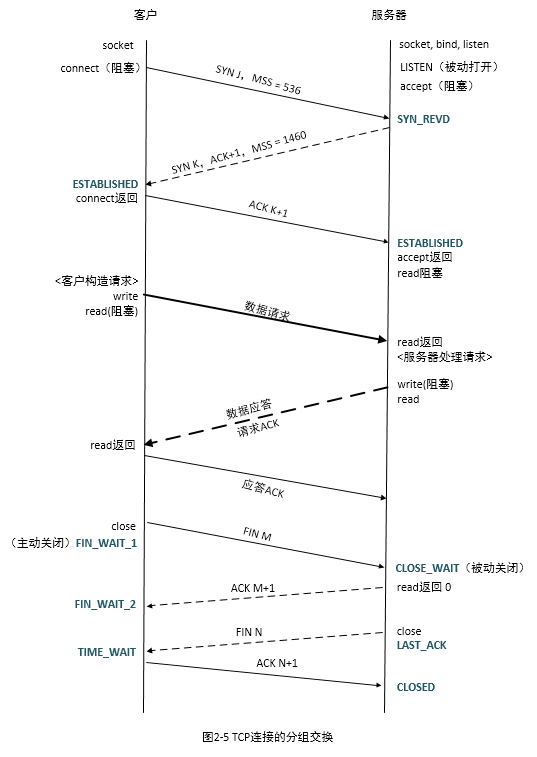 客户
服务器
socket
socket, bind, listen
connect（阻塞）
LISTEN（被动打开）
SYN J，MSS = 536
accept（阻塞）
SYN_REVD
SYN K，ACK+1，MSS = 1460
ESTABLISHED
connect返回
ACK K+1
ESTABLISHED
accept返回
read阻塞
<客户构造请求>
write
read(阻塞)
数据请求
read返回
<服务器处理请求>
write(阻塞)
read
数据应答
请求ACK
read返回
应答ACK
close
（主动关闭）FIN_WAIT_1
FIN M
CLOSE_WAIT（被动关闭）
read返回 0
ACK M+1
FIN_WAIT_2
FIN N
close
LAST_ACK
TIME_WAIT
ACK N+1
CLOSED
图2-5 TCP连接的分组交换